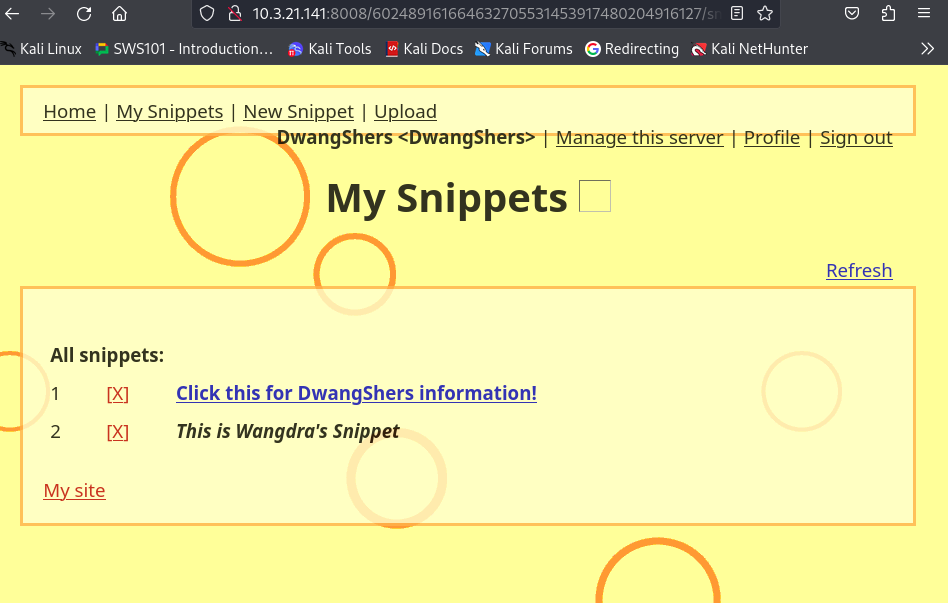 10.3.21.141:8008/602489161664632705531453917480204916127/sn
Kali Linux SWS101 - Introduction… Kali Tools Kali Docs Kali Forums Redirecting Kali NetHunter
Home | My Snippets | New Snippet | Upload
DwangShers <DwangShers> | Manage this server | Profile | Sign out
My Snippets
Refresh
All snippets:
1 [X] Click this for DwangShers information!
2 [X] This is Wangdra's Snippet
My site